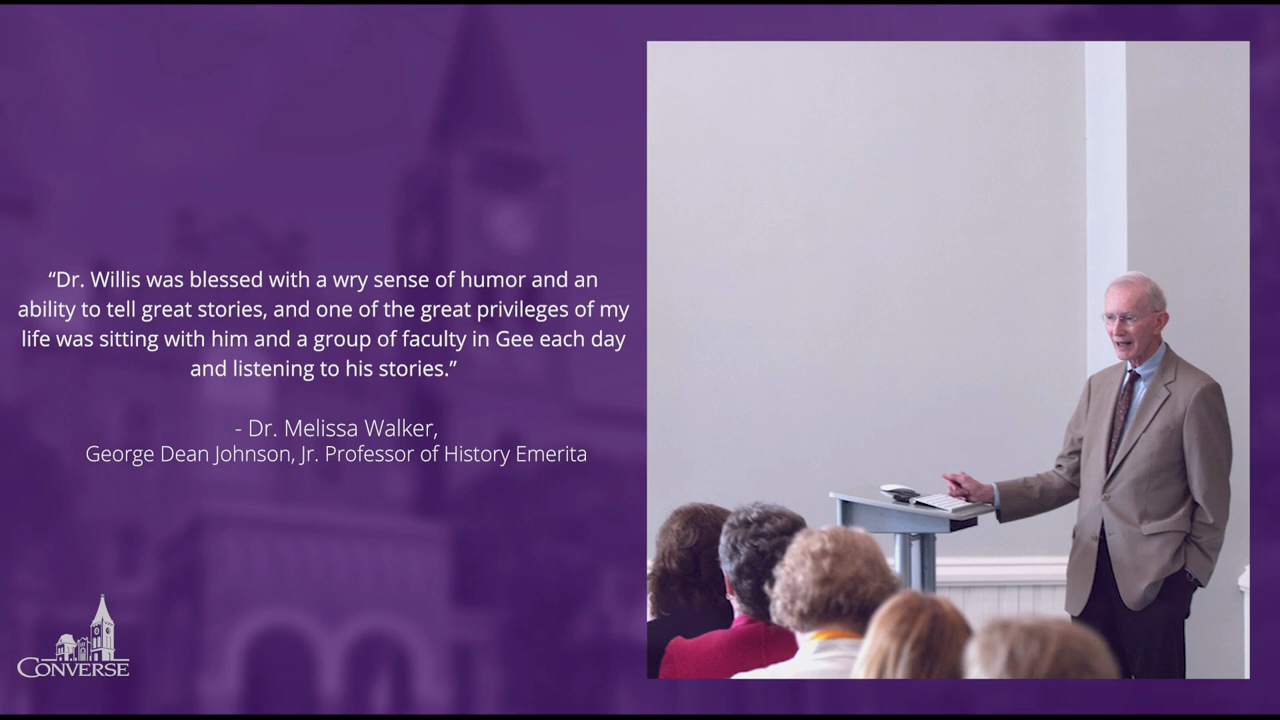 “Dr. Willis was blessed with a wry sense of humor and an
ability to tell great stories, and one of the great privileges of my
life was sitting with him and a group of faculty in Gee each day
and listening to his stories.”
- Dr. Melissa Walker,
George Dean Johnson, Jr. Professor of History Emerita
CONVERSE